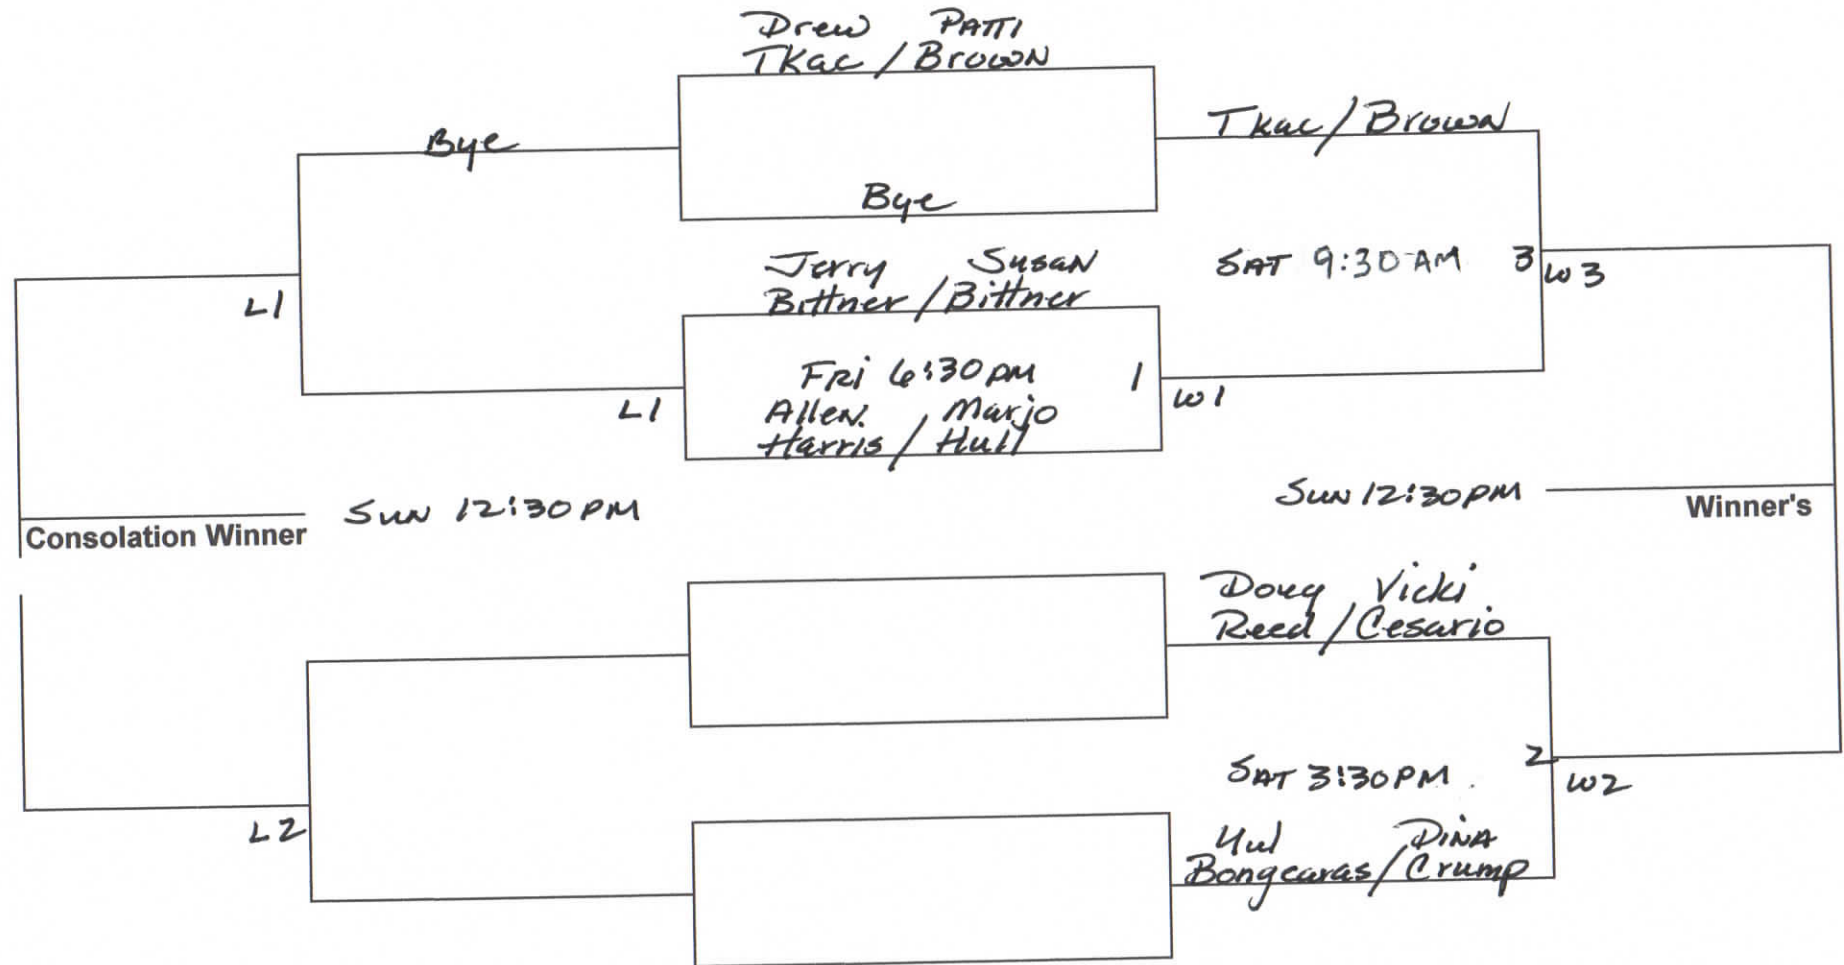 Drew PATTI
TKac / Brown
Tkac / Brown
Bye
Bye
Jerry Susan
Bittner / Bittner
SAT 9:30 AM 3
W3
L1
Fri 6:30 PM 1
W1
L1
Allen. Marjo
Harris / Hull
Sun 12:30 PM
Consolation Winner
Sun 12:30 PM
Winner's
Doug Vicki
Reed / Cesario
SAT 3:30 PM 2
W2
L2
DINA
/ Crump